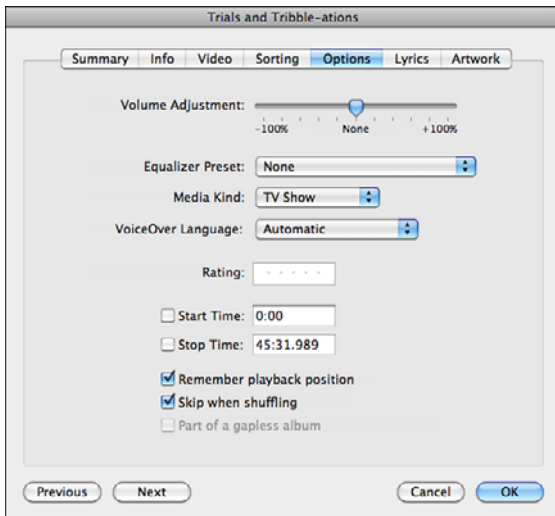 Trials and Tribble-ations
Summary Info Video Sorting Options Lyrics Artwork
Volume Adjustment:
-100% None +100%
Equalizer Preset: None
Media Kind: TV Show
VoiceOver Language: Automatic
Rating:
Start Time: 0:00
Stop Time: 45:31.989
Remember playback position
Skip when shuffling
Part of a gapless album
Previous Next Cancel OK